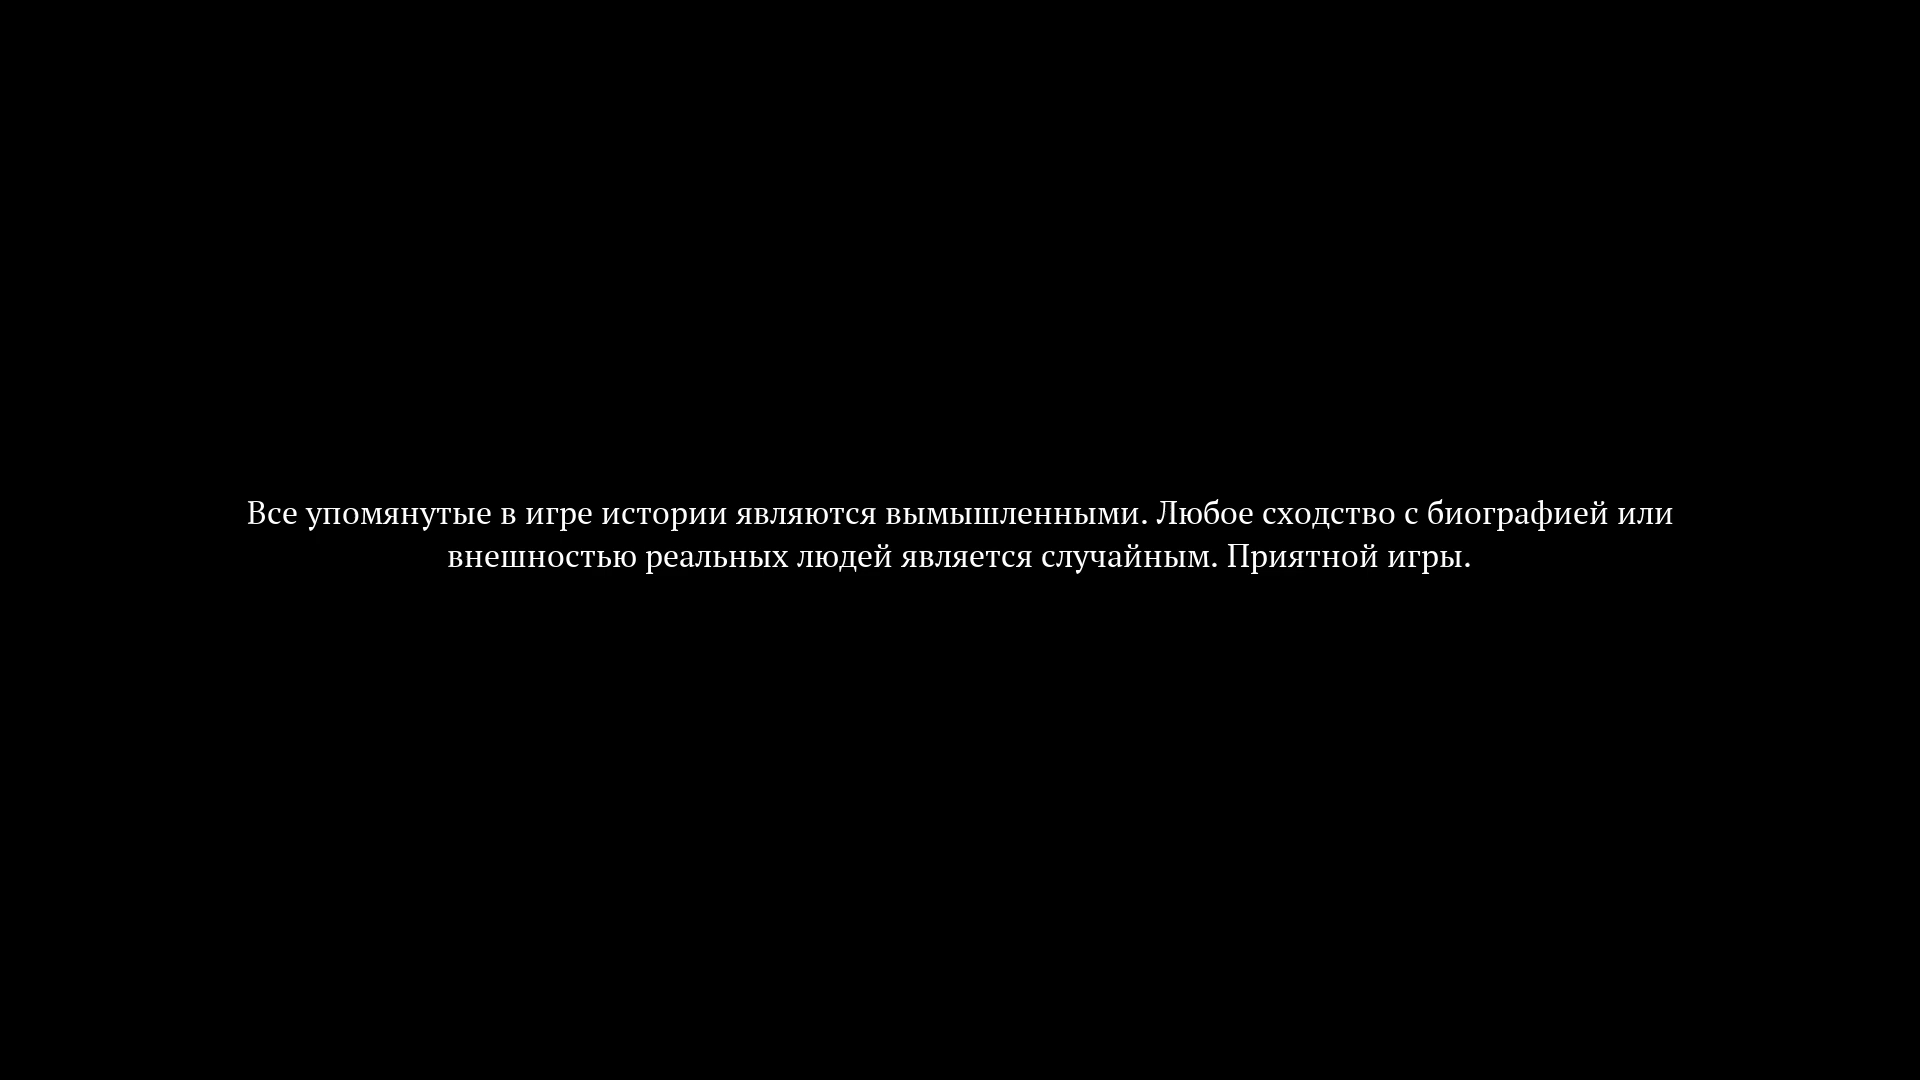 Все упомянутые в игре истории являются вымышленными. Любое сходство с биографией или
внешностью реальных людей является случайным. Приятной игры.